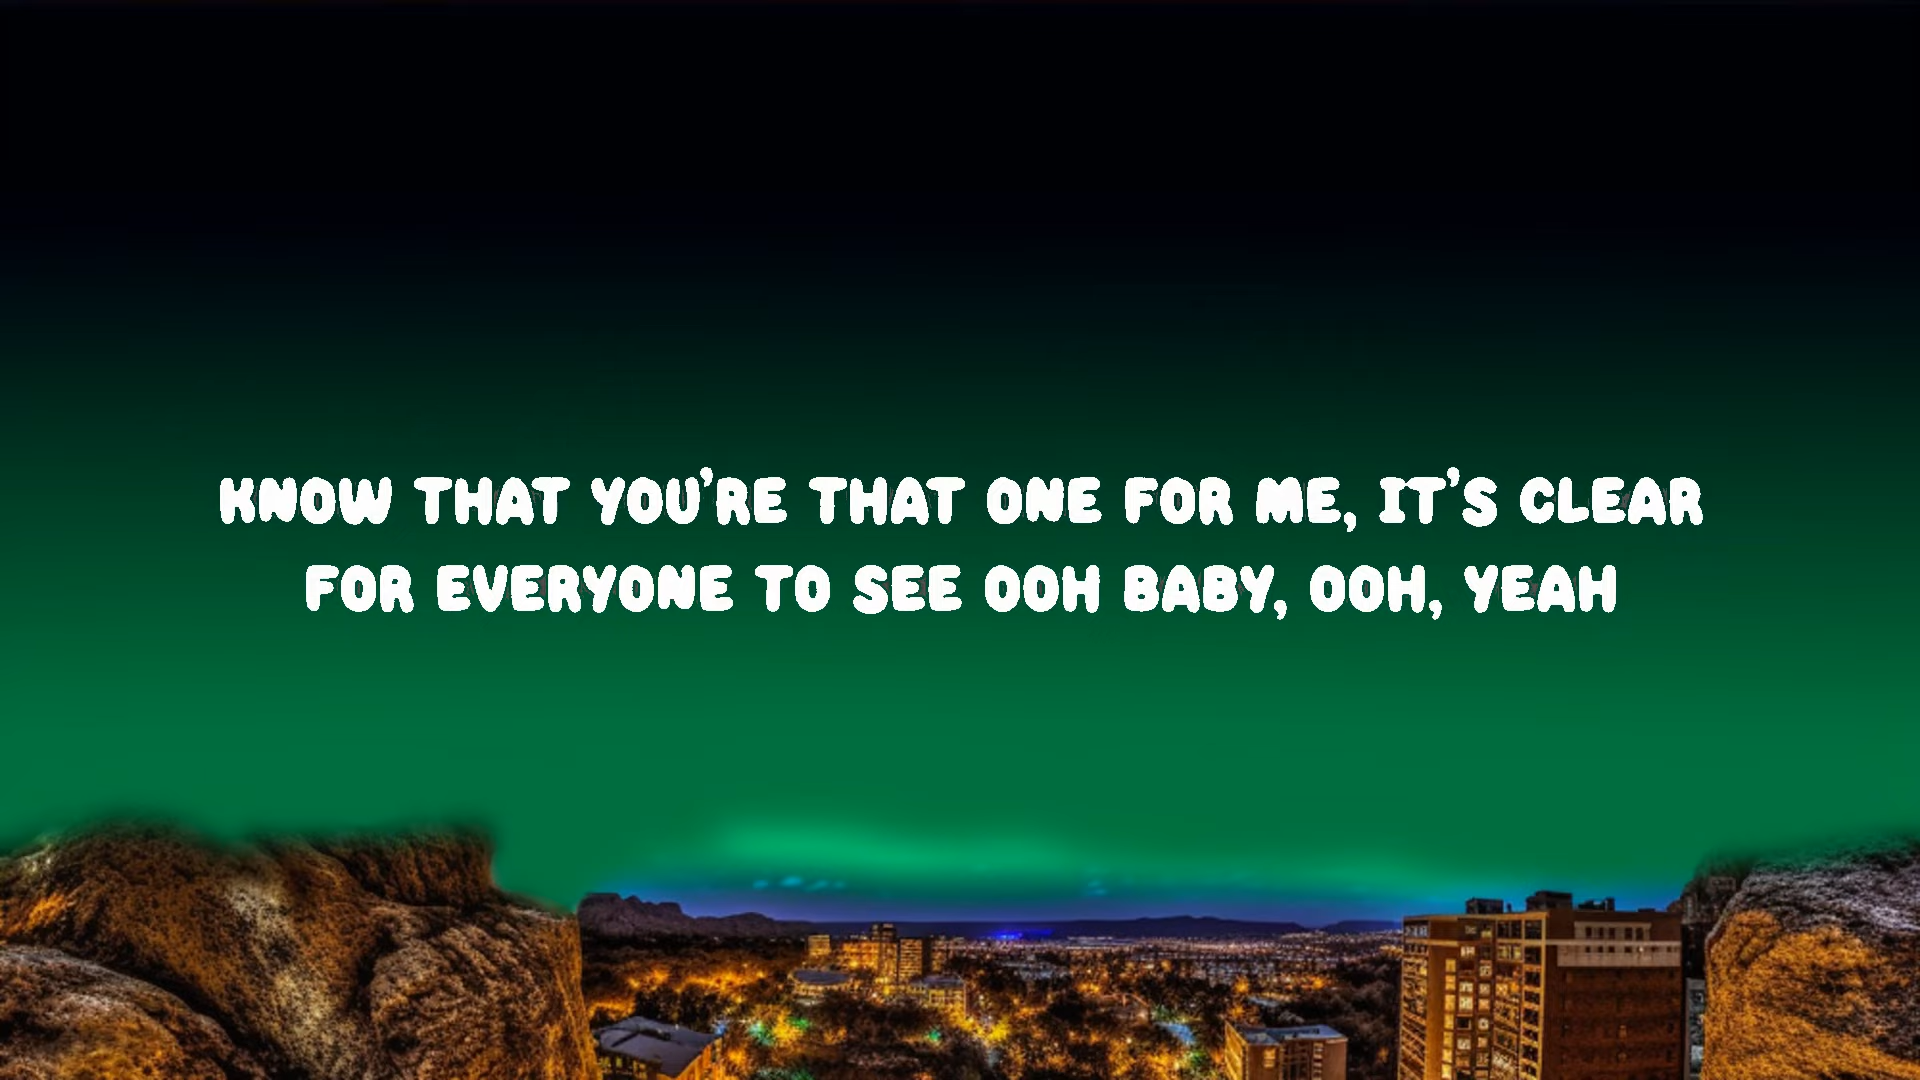 KNOW THAT YOU'RE THAT ONE FOR ME, IT'S CLEAR
FOR EVERYONE TO SEE OOH BABY, OOH, YEAH